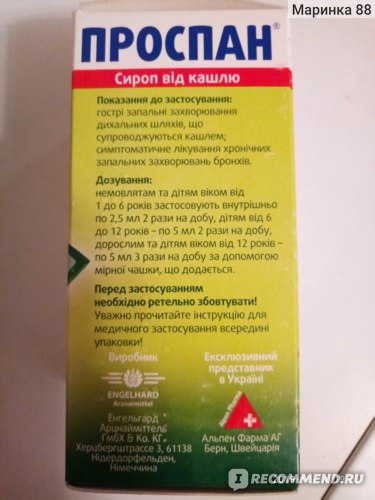 Маринка 88
ПРОСПАН®
Сироп від кашлю
Показання до застосування:
гострі запальні захворювання
дихальних шляхів, що
супроводжуються кашлем;
симптоматичне лікування хронічних
запальних захворювань бронхів.
Дозування:
немовлятам та дітям віком від
1 до 6 років застосовують внутрішньо
по 2,5 мл 2 рази на добу, дітям від 6
до 12 років – по 5 мл 2 рази на добу,
дорослим та дітям віком від 12 років –
по 5 мл 3 рази на добу за допомогою
мірної чашки, що додається.
Перед застосуванням
необхідно ретельно збовтувати!
Уважно прочитайте інструкцію для
медичного застосування всередині
упаковки!
Виробник
ENGELHARD
Arzneimittel
Енгельгард
Арцнайміттель
ГмбХ & Ко. КГ
Херцбергштрассе 3, 61138
Нідердорфельден,
Німеччина
Ексклюзивний
представник
в Україні
Alpen Pharma
Альпен Фарма АГ
Берн, Швейцарія
IRECOMMEND.RU